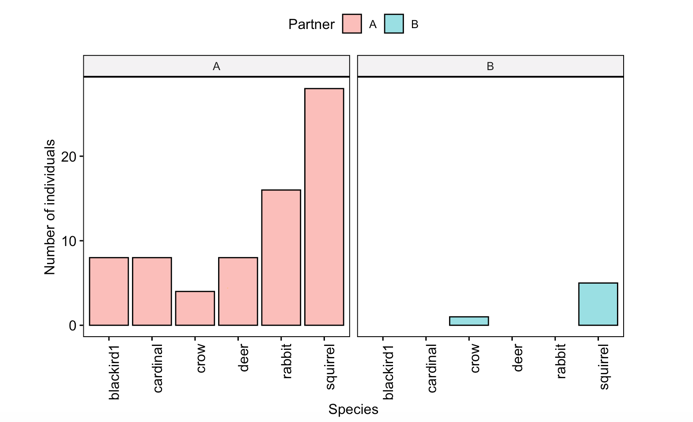 Partner A B
A B
Number of individuals
20
10
0
blackird1 cardinal crow deer rabbit squirrel blackird1 cardinal crow deer rabbit squirrel
Species